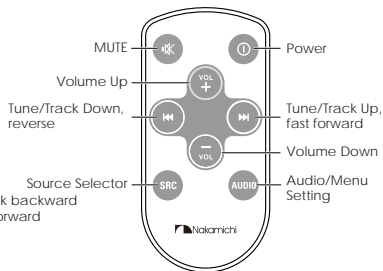 MUTE
Power
Volume Up
VOL
+
Tune/Track Down,
reverse
Tune/Track Up,
fast forward
–
VOL
Volume Down
Source Selector
SRC
AUDIO
Audio/Menu
Setting
k backward
orward
Nakamichi